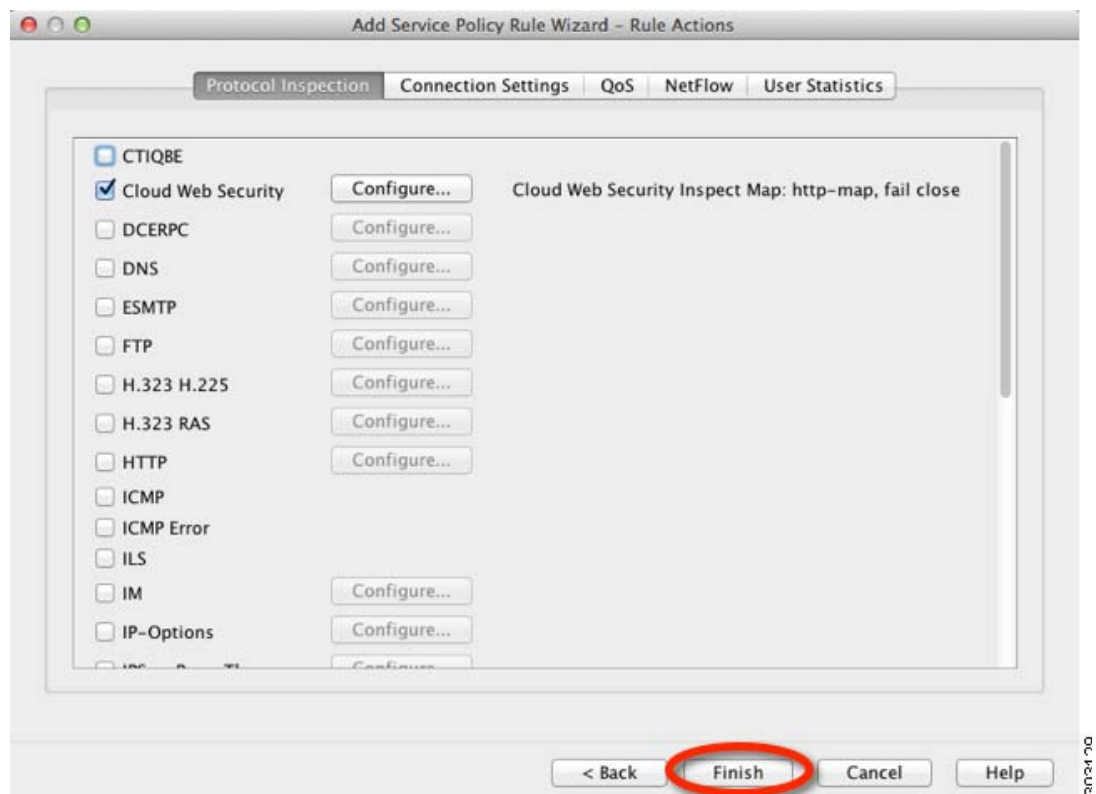 Add Service Policy Rule Wizard - Rule Actions
Protocol Inspection Connection Settings QoS NetFlow User Statistics
CTIQBE
Cloud Web Security Configure... Cloud Web Security Inspect Map: http-map, fail close
DCERPC Configure...
DNS Configure...
ESMTP Configure...
FTP Configure...
H.323 H.225 Configure...
H.323 RAS Configure...
HTTP Configure...
ICMP
ICMP Error
ILS
IM Configure...
IP-Options Configure...
Configure...
< Back Finish Cancel Help
303129